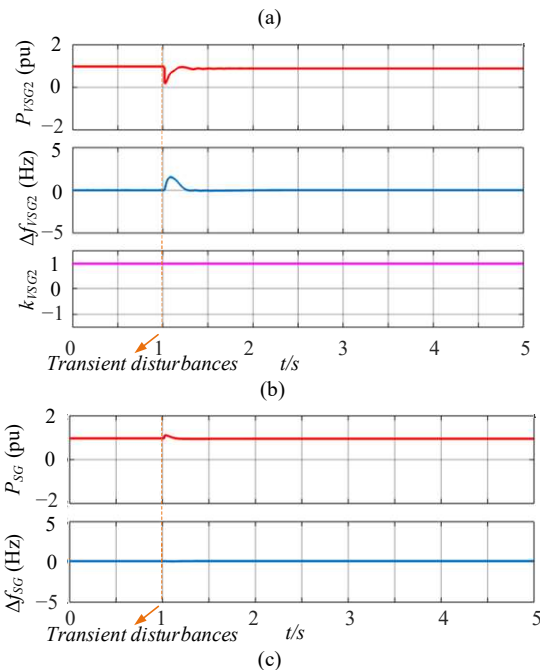 (a)
2
0
−2
P_VSG2 (pu)
5
0
−5
Δf_VSG2 (Hz)
1
0
−1
k_VSG2
0 1 2 3 4 5
Transient disturbances t/s
(b)
2
0
−2
P_SG (pu)
5
0
−5
Δf_SG (Hz)
0 1 2 3 4 5
Transient disturbances t/s
(c)